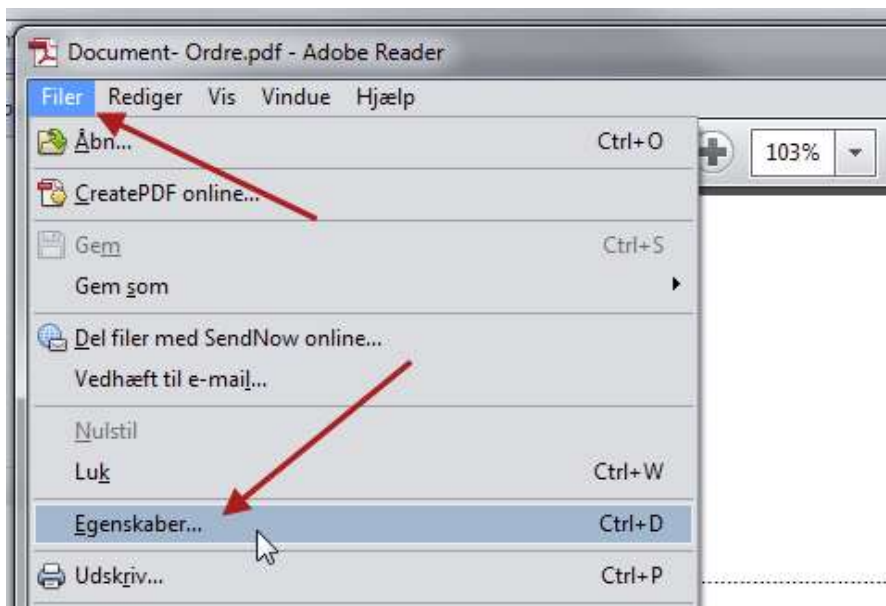 Document- Ordre.pdf - Adobe Reader
Filer Rediger Vis Vindue Hjælp
Åbn... Ctrl+O
103%
CreatePDF online...
Gem Ctrl+S
Gem som
Del filer med SendNow online...
Vedhæft til e-mail...
Nulstil
Luk Ctrl+W
Egenskaber... Ctrl+D
Udskriv... Ctrl+P